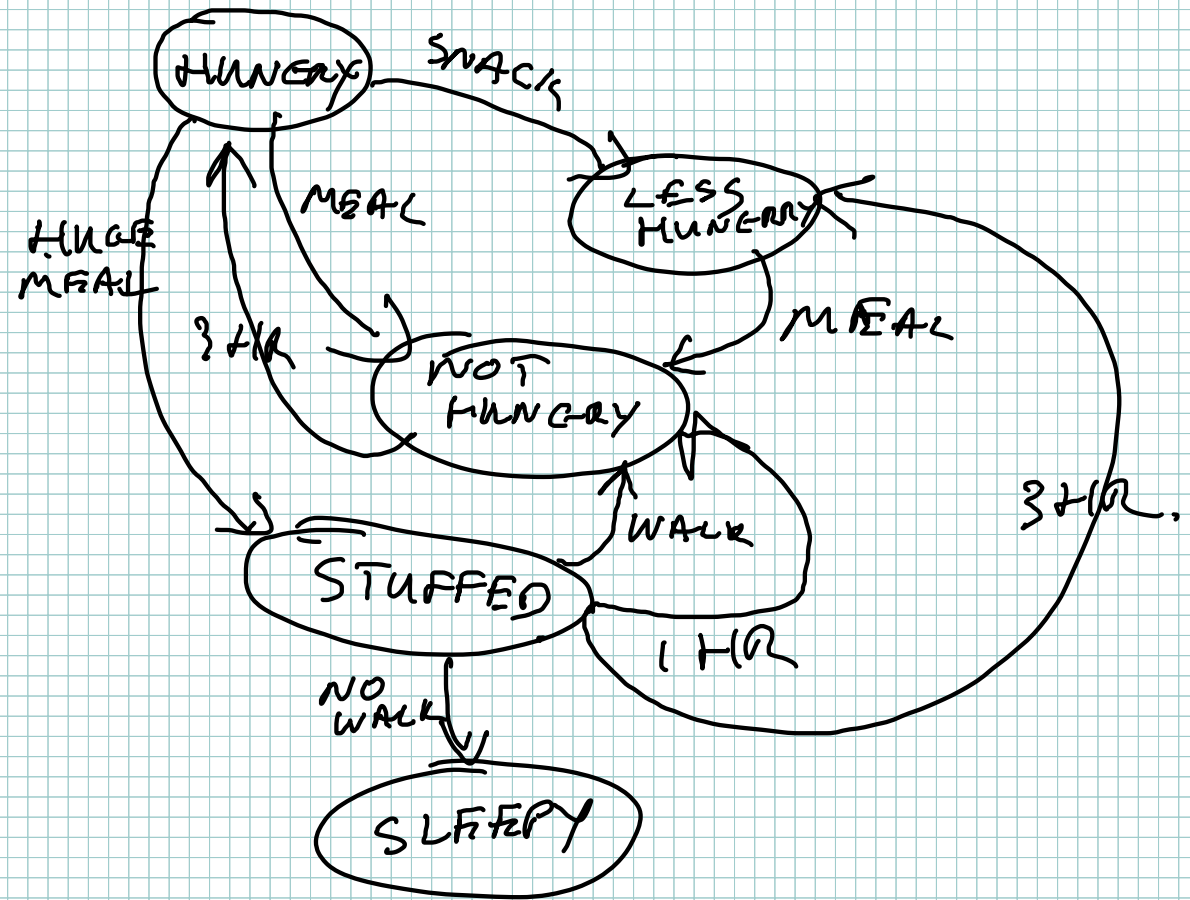 HUNGRY
SNACK
MEAL
LESS
HUNGRRY
HUGE
MEAL
3 HR
MEAL
NOT
HUNGRY
3 HR.
WALK
STUFFED
1 HR
NO
WALK
SLEEPY